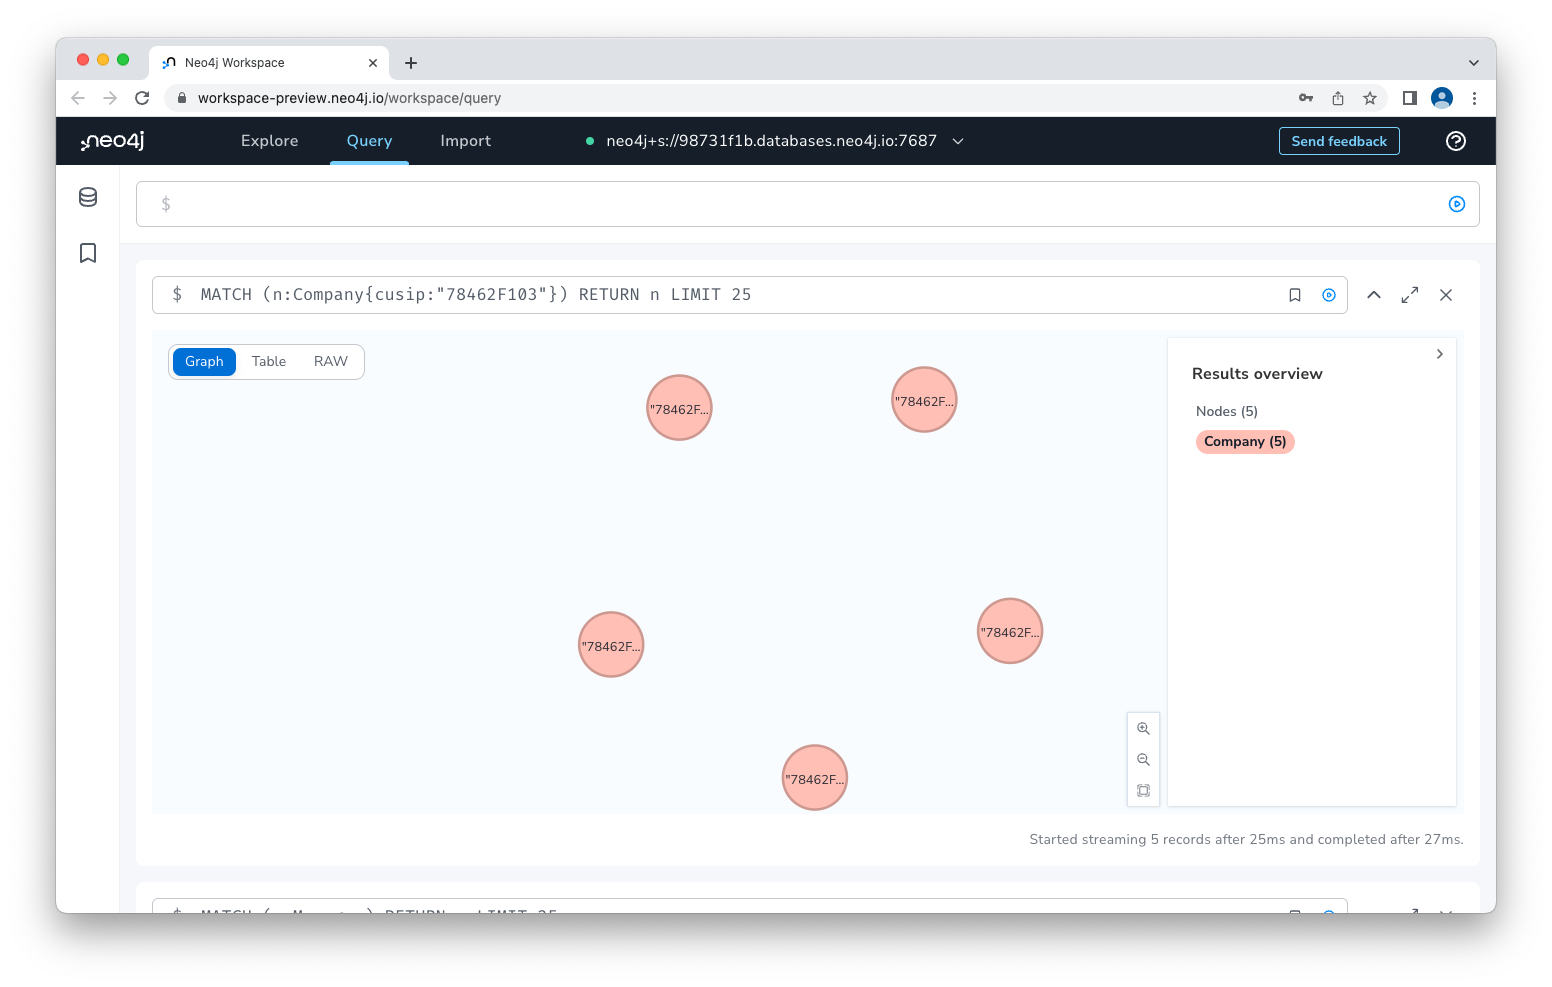 Neo4j Workspace
workspace-preview.neo4j.io/workspace/query
neo4j
Explore
Query
Import
neo4j+s://98731f1b.databases.neo4j.io:7687
Send feedback
$
$ MATCH (n:Company{cusip:"78462F103"}) RETURN n LIMIT 25
Graph
Table
RAW
Results overview
Nodes (5)
Company (5)
"78462F...
"78462F...
"78462F...
"78462F...
"78462F...
Started streaming 5 records after 25ms and completed after 27ms.